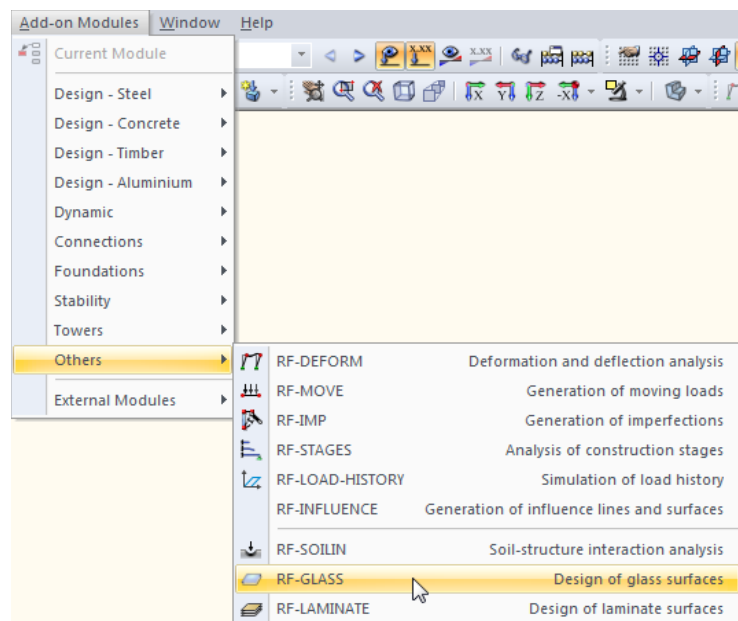 Add-on Modules Window Help
Current Module
X.XX X.XX
Design - Steel
X Z -X
Design - Concrete
Design - Timber
Design - Aluminium
Dynamic
Connections
Foundations
Stability
Towers
Others
RF-DEFORM Deformation and deflection analysis
External Modules
RF-MOVE Generation of moving loads
RF-IMP Generation of imperfections
RF-STAGES Analysis of construction stages
RF-LOAD-HISTORY Simulation of load history
RF-INFLUENCE Generation of influence lines and surfaces
RF-SOILIN Soil-structure interaction analysis
RF-GLASS Design of glass surfaces
RF-LAMINATE Design of laminate surfaces